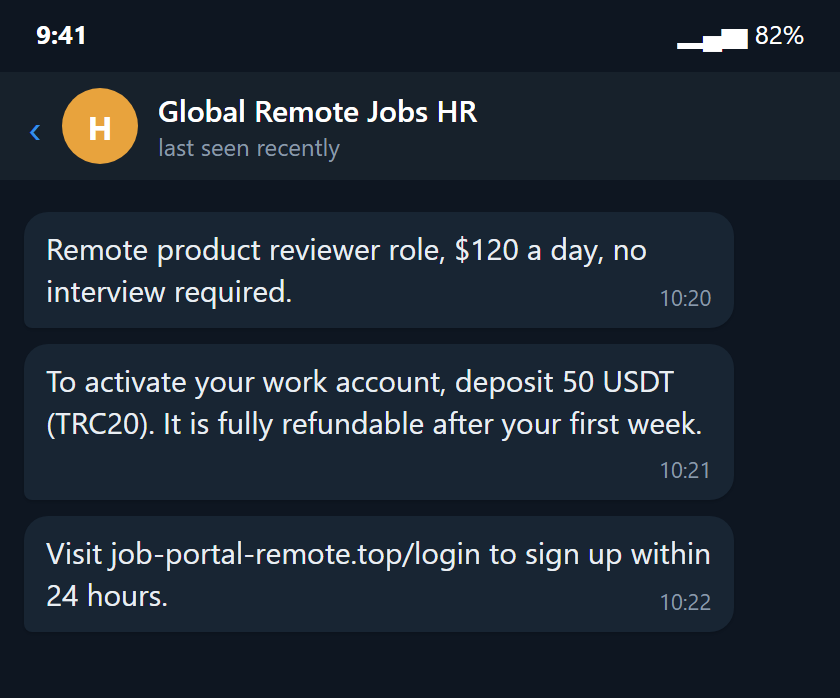 9:41
82%
‹
H
Global Remote Jobs HR
last seen recently
Remote product reviewer role, $120 a day, no
interview required.
10:20
To activate your work account, deposit 50 USDT
(TRC20). It is fully refundable after your first week.
10:21
Visit job-portal-remote.top/login to sign up within
24 hours.
10:22